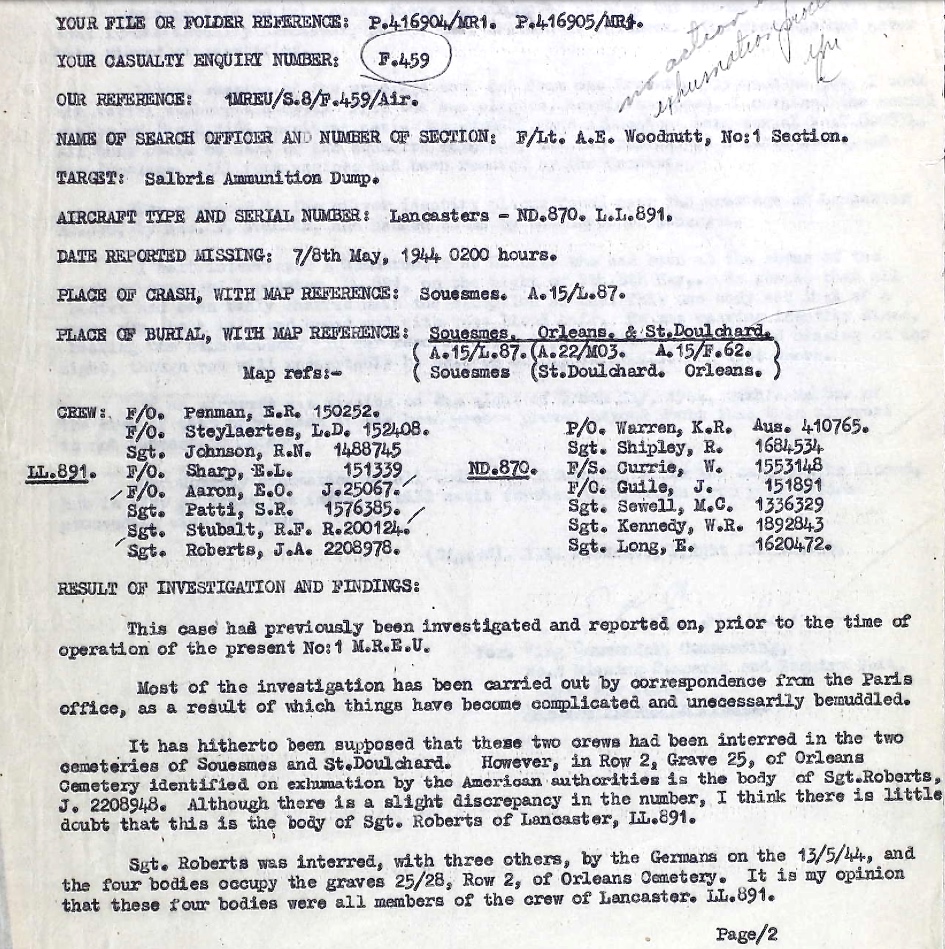 YOUR FILE OR FOLDER REFERENCE: P.416904/MR1. P.416905/MR1.
no action
exhumation
YOUR CASUALTY ENQUIRY NUMBER: F.459
OUR REFERENCE: 1MREU/S.8/F.459/Air.
NAME OF SEARCH OFFICER AND NUMBER OF SECTION: F/Lt. A.E. Woodnutt, No:1 Section.
TARGET: Salbris Ammunition Dump.
AIRCRAFT TYPE AND SERIAL NUMBER: Lancasters - ND.870. L.L.891.
DATE REPORTED MISSING: 7/8th May, 1944 0200 hours.
PLACE OF CRASH, WITH MAP REFERENCE: Souesmes. A.15/L.87.
PLACE OF BURIAL, WITH MAP REFERENCE: Souesmes. Orleans. & St.Doulchard.
( A.15/L.87. (A.22/M03. A.15/F.62. )
Map refs:- ( Souesmes (St.Doulchard. Orleans. )
CREW: F/O. Penman, E.R. 150252.
F/O. Steylaertes, L.D. 152408.
Sgt. Johnson, R.N. 1488745
LL.891. F/O. Sharp, E.L. 151339
F/O. Aaron, E.O. J.25067.
Sgt. Patti, S.R. 1576385.
Sgt. Stubalt, R.F. R.200124.
Sgt. Roberts, J.A. 2208978.
P/O. Warren, K.R. Aus. 410765.
Sgt. Shipley, R. 1684534
ND.870. F/S. Currie, W. 1553148
F/O. Guile, J. 151891
Sgt. Sewell, M.C. 1336329
Sgt. Kennedy, W.R. 1892843
Sgt. Long, E. 1620472.
RESULT OF INVESTIGATION AND FINDINGS:
This case had previously been investigated and reported on, prior to the time of
operation of the present No:1 M.R.E.U.
Most of the investigation has been carried out by correspondence from the Paris
office, as a result of which things have become complicated and unecessarily bemuddled.
It has hitherto been supposed that these two crews had been interred in the two
cemeteries of Souesmes and St.Doulchard. However, in Row 2, Grave 25, of Orleans
Cemetery identified on exhumation by the American authorities is the body of Sgt.Roberts,
J. 2208948. Although there is a slight discrepancy in the number, I think there is little
doubt that this is the body of Sgt. Roberts of Lancaster, LL.891.
Sgt. Roberts was interred, with three others, by the Germans on the 13/5/44, and
the four bodies occupy the graves 25/28, Row 2, of Orleans Cemetery. It is my opinion
that these four bodies were all members of the crew of Lancaster. LL.891.
Page/2